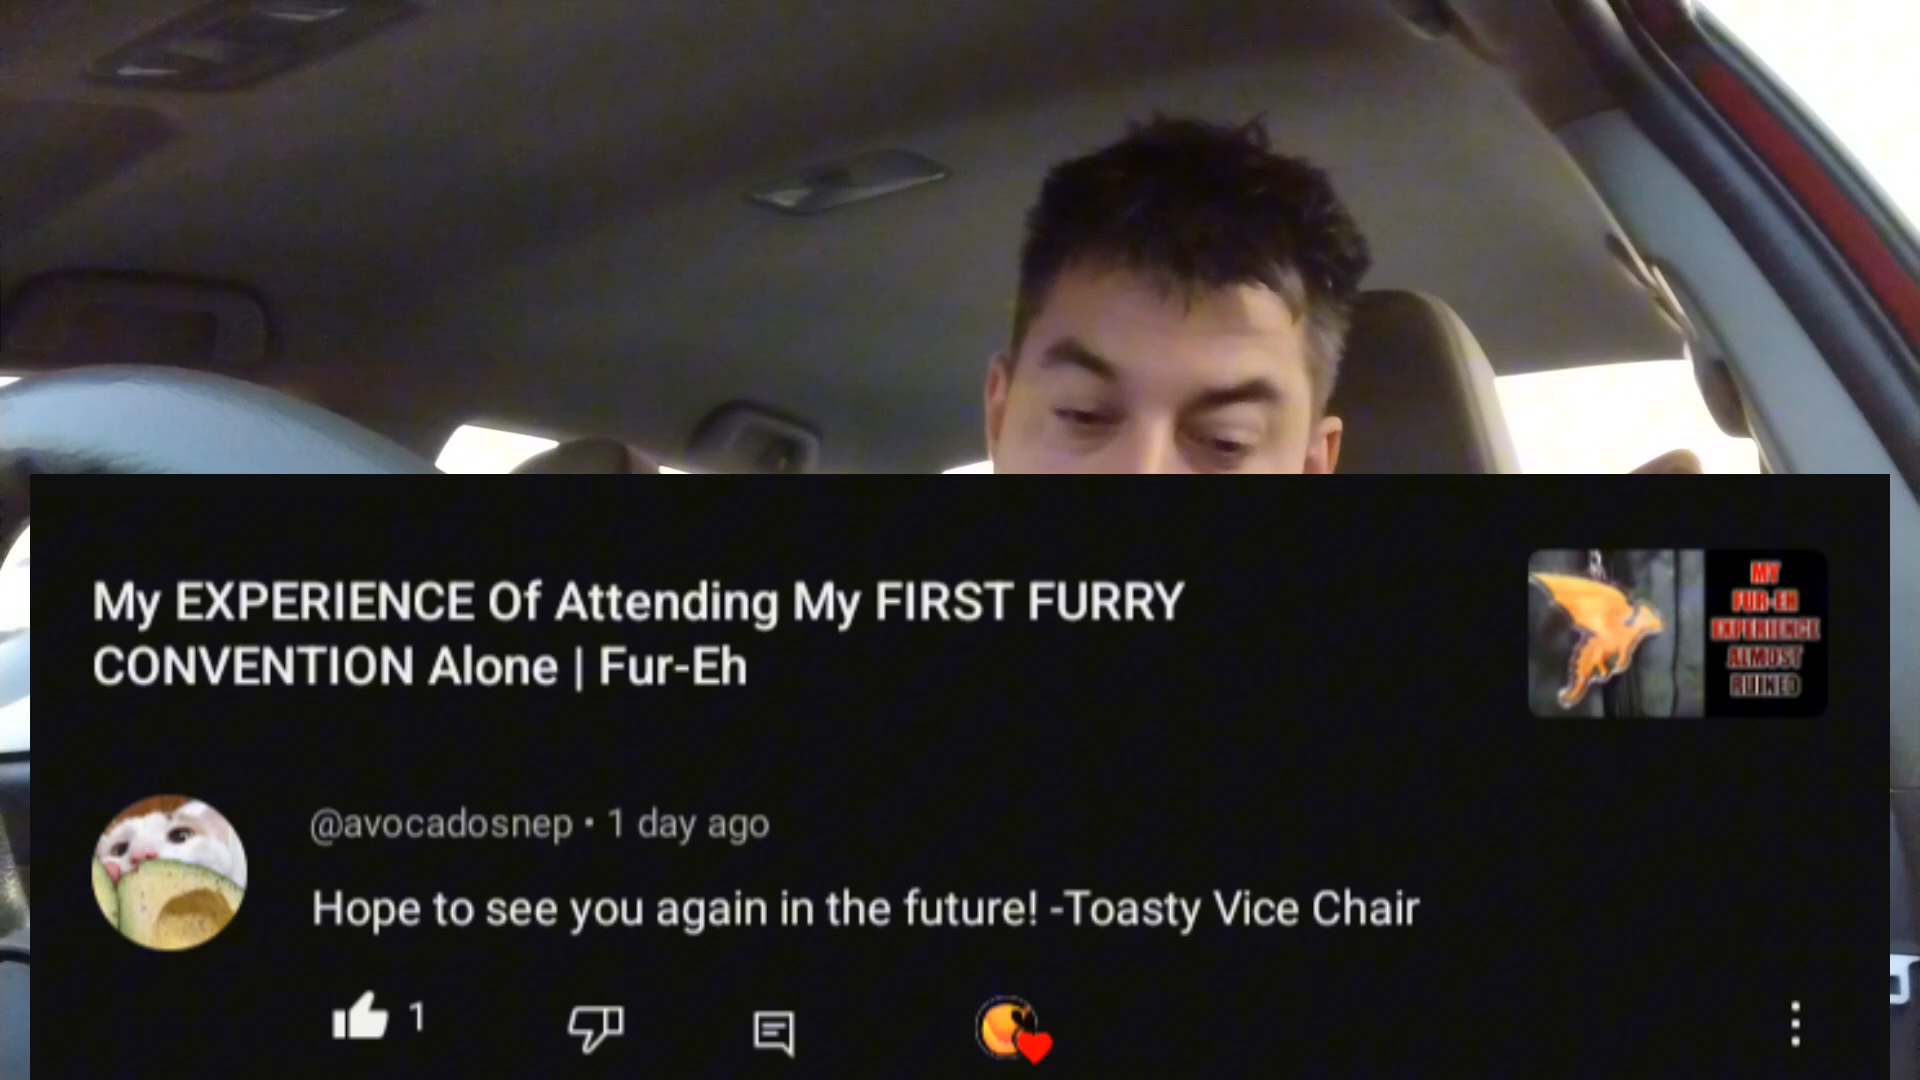 My EXPERIENCE Of Attending My FIRST FURRY
CONVENTION Alone | Fur-Eh
MY
FUR-EH
EXPERIENCE
ALMOST
RUINED
@avocadosnep • 1 day ago
Hope to see you again in the future! -Toasty Vice Chair
1